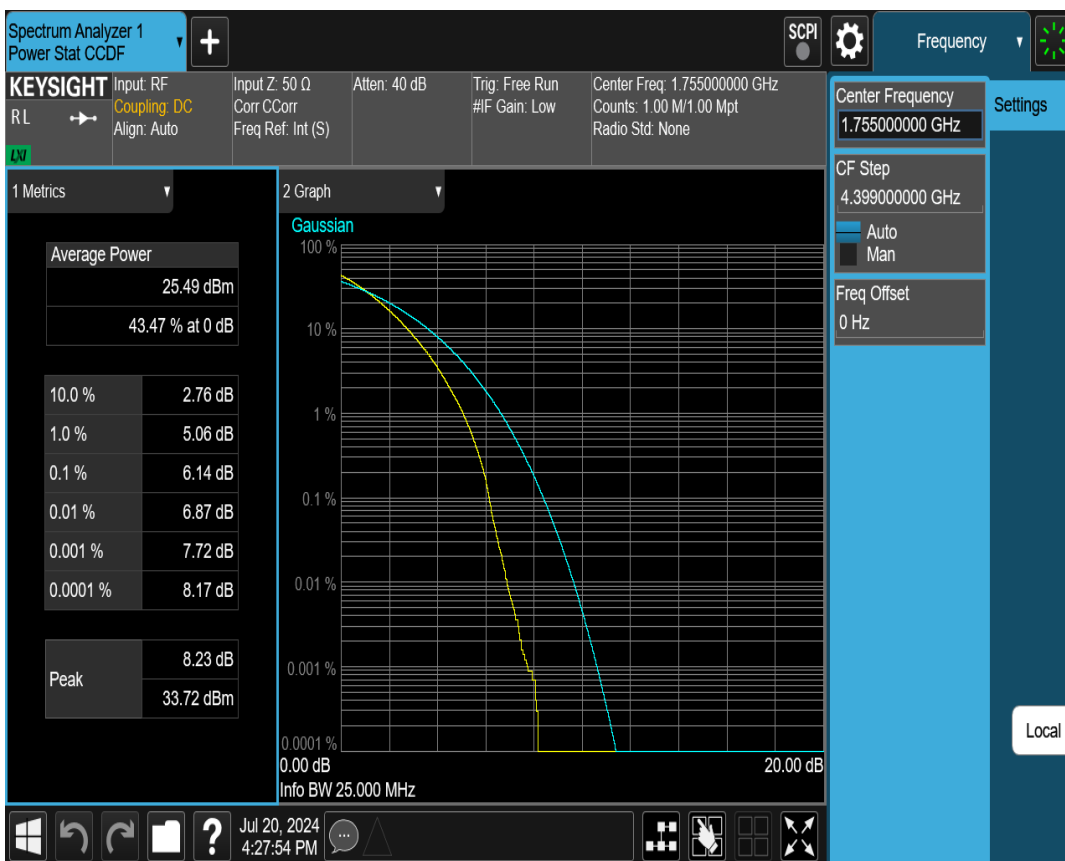 Spectrum Analyzer 1
Power Stat CCDF
SCPI
Frequency
KEYSIGHT
RL
LXI
Input: RF
Coupling: DC
Align: Auto
Input Z: 50 Ω
Corr CCorr
Freq Ref: Int (S)
Atten: 40 dB
Trig: Free Run
#IF Gain: Low
Center Freq: 1.755000000 GHz
Counts: 1.00 M/1.00 Mpt
Radio Std: None
Center Frequency
1.755000000 GHz
Settings
CF Step
4.399000000 GHz
Auto
Man
Freq Offset
0 Hz
1 Metrics
Average Power
25.49 dBm
43.47 % at 0 dB
10.0 % 2.76 dB
1.0 % 5.06 dB
0.1 % 6.14 dB
0.01 % 6.87 dB
0.001 % 7.72 dB
0.0001 % 8.17 dB
Peak
8.23 dB
33.72 dBm
2 Graph
Gaussian
100 %
10 %
1 %
0.1 %
0.01 %
0.001 %
0.0001 %
0.00 dB 20.00 dB
Info BW 25.000 MHz
Local
?
Jul 20, 2024
4:27:54 PM